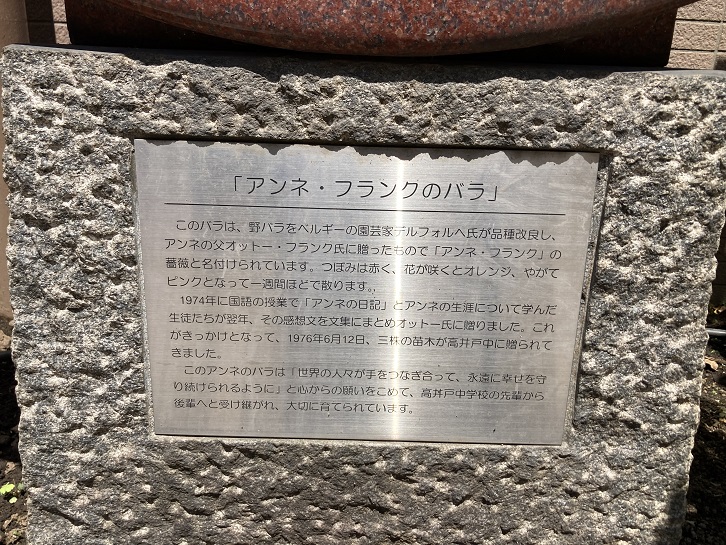 「アンネ・フランクのバラ」
このバラは、野バラをベルギーの園芸家デルフォルへ氏が品種改良し、
アンネの父オットー・フランク氏に贈ったもので「アンネ・フランク」の
薔薇と名付けられています。つぼみは赤く、花が咲くとオレンジ、やがて
ピンクとなって一週間ほどで散ります。
1974年に国語の授業で「アンネの日記」とアンネの生涯について学んだ
生徒たちが翌年、その感想文を文集にまとめオットー氏に贈りました。これ
がきっかけとなって、1976年6月12日、三株の苗木が高井戸中に贈られて
きました。
このアンネのバラは「世界の人々が手をつなぎ合って、永遠に幸せを守
り続けられるように」と心からの願いをこめて、高井戸中学校の先輩から
後輩へと受け継がれ、大切に育てられています。